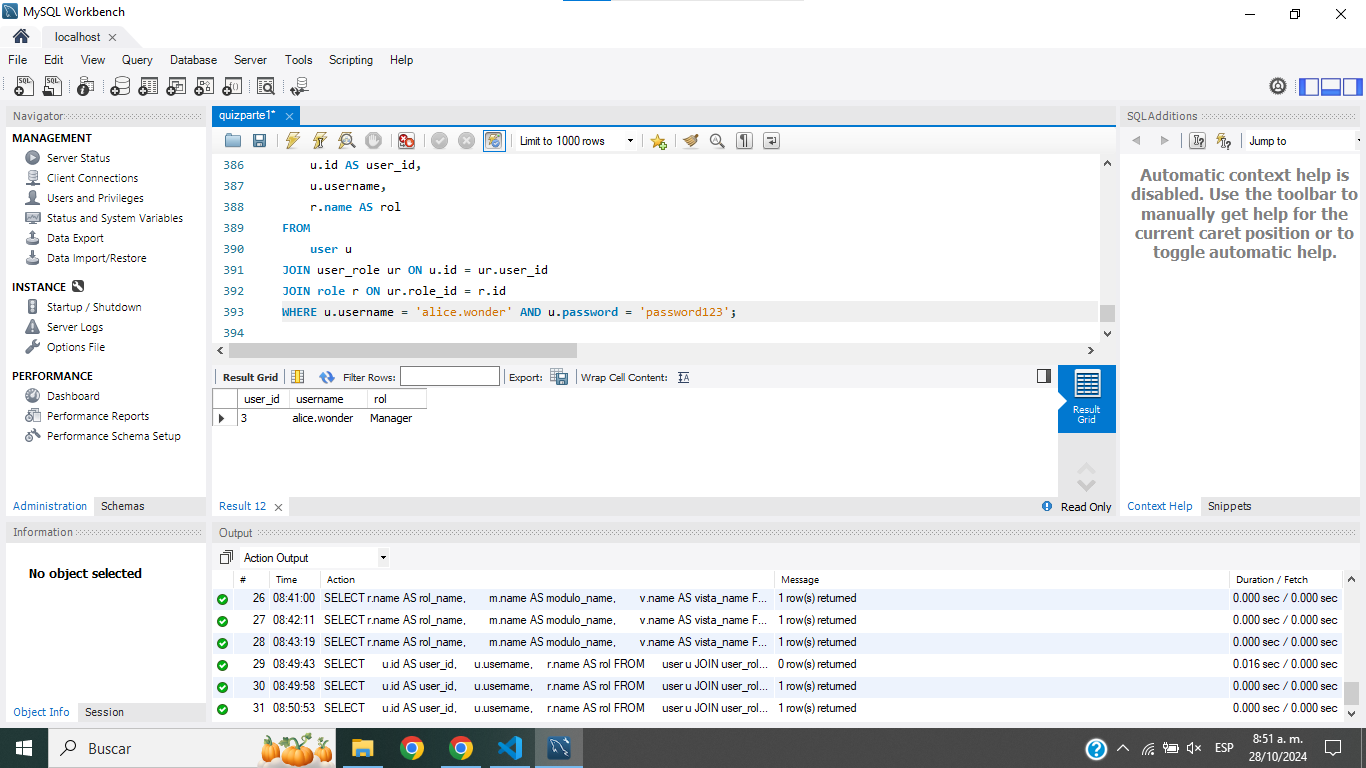 MySQL Workbench
localhost
File Edit View Query Database Server Tools Scripting Help
Navigator
MANAGEMENT
Server Status
Client Connections
Users and Privileges
Status and System Variables
Data Export
Data Import/Restore
INSTANCE
Startup / Shutdown
Server Logs
Options File
PERFORMANCE
Dashboard
Performance Reports
Performance Schema Setup
Administration Schemas
Information
No object selected
Object Info Session
quizparte1*
Limit to 1000 rows
386 u.id AS user_id,
387 u.username,
388 r.name AS rol
389 FROM
390 user u
391 JOIN user_role ur ON u.id = ur.user_id
392 JOIN role r ON ur.role_id = r.id
393 WHERE u.username = 'alice.wonder' AND u.password = 'password123';
394
Result Grid Filter Rows: Export: Wrap Cell Content:
user_id username rol
3 alice.wonder Manager
Result Grid
Result 12
Read Only
SQLAdditions
Jump to
Automatic context help is
disabled. Use the toolbar to
manually get help for the
current caret position or to
toggle automatic help.
Context Help Snippets
Output
Action Output
# Time Action Message Duration / Fetch
26 08:41:00 SELECT r.name AS rol_name, m.name AS modulo_name, v.name AS vista_name F... 1 row(s) returned 0.000 sec / 0.000 sec
27 08:42:11 SELECT r.name AS rol_name, m.name AS modulo_name, v.name AS vista_name F... 1 row(s) returned 0.000 sec / 0.000 sec
28 08:43:19 SELECT r.name AS rol_name, m.name AS modulo_name, v.name AS vista_name F... 1 row(s) returned 0.000 sec / 0.000 sec
29 08:49:43 SELECT u.id AS user_id, u.username, r.name AS rol FROM user u JOIN user_rol... 0 row(s) returned 0.016 sec / 0.000 sec
30 08:49:58 SELECT u.id AS user_id, u.username, r.name AS rol FROM user u JOIN user_rol... 1 row(s) returned 0.000 sec / 0.000 sec
31 08:50:53 SELECT u.id AS user_id, u.username, r.name AS rol FROM user u JOIN user_rol... 1 row(s) returned 0.000 sec / 0.000 sec
Buscar
ESP
8:51 a. m.
28/10/2024